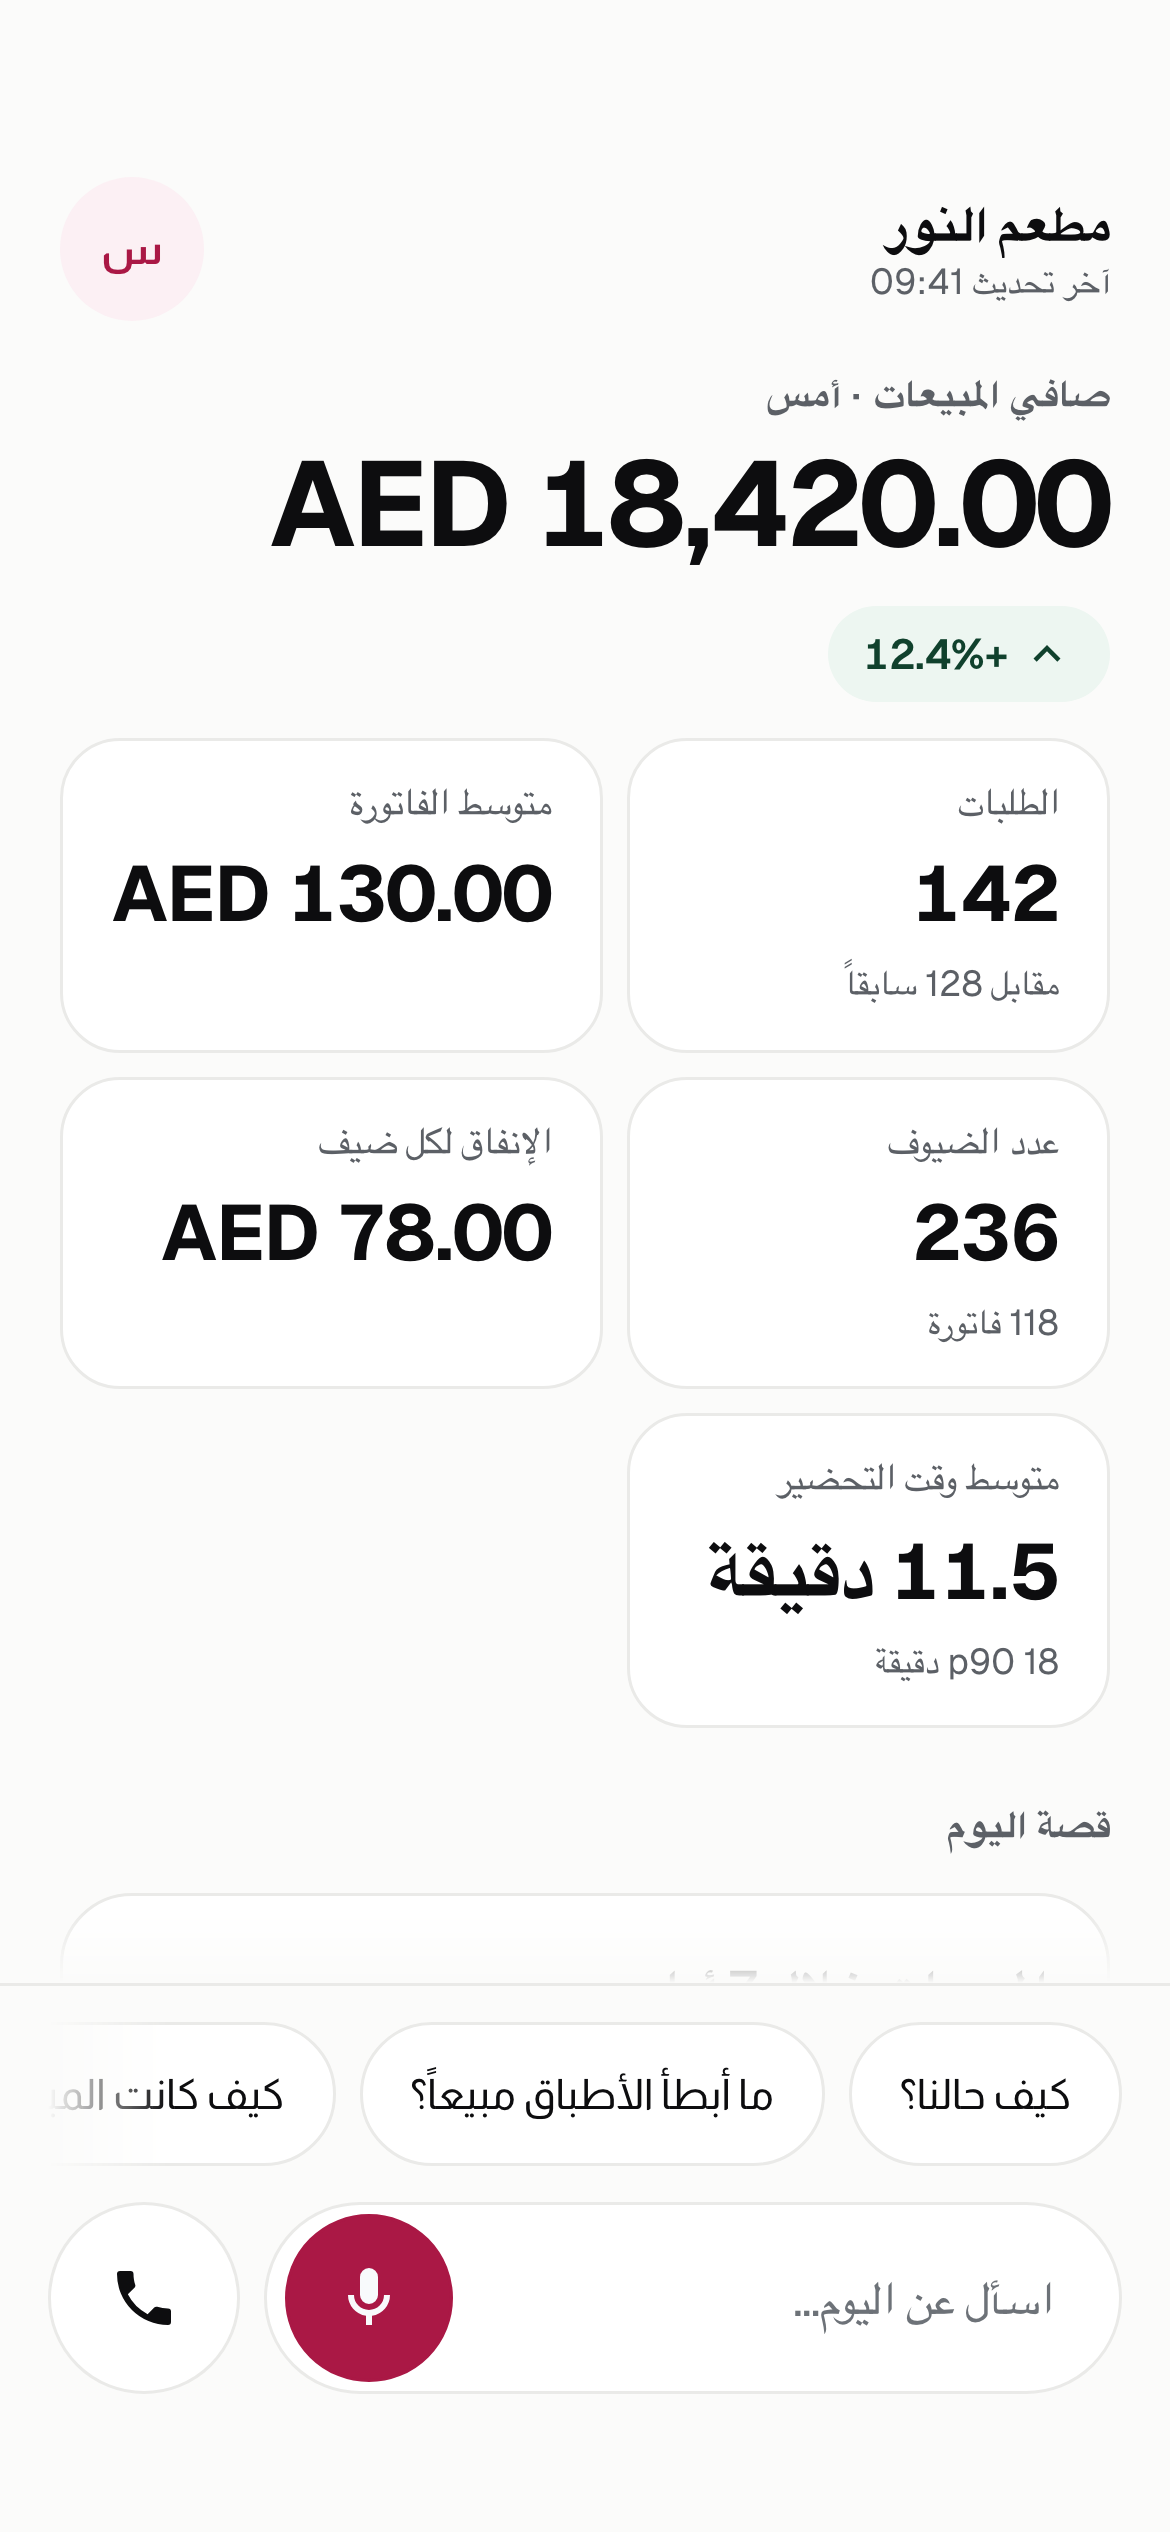 مطعم النور
آخر تحديث 09:41
س
صافي المبيعات · أمس
AED 18,420.00
12.4%+
الطلبات
142
مقابل 128 سابقاً
متوسط الفاتورة
AED 130.00
عدد الضيوف
236
118 فاتورة
الإنفاق لكل ضيف
AED 78.00
متوسط وقت التحضير
11.5 دقيقة
p90 18 دقيقة
قصة اليوم
كيف حالنا؟
ما أبطأ الأطباق مبيعاً؟
كيف كانت
اسأل عن اليوم...